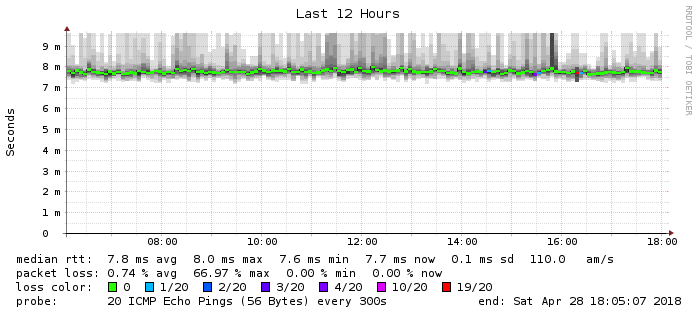 Last 12 Hours
RRDTOOL / TOBI OETIKER
Seconds
9 m
8 m
7 m
6 m
5 m
4 m
3 m
2 m
1 m
0
08:00 10:00 12:00 14:00 16:00 18:00
median rtt: 7.8 ms avg 8.0 ms max 7.6 ms min 7.7 ms now 0.1 ms sd 110.0 am/s
packet loss: 0.74 % avg 66.97 % max 0.00 % min 0.00 % now
loss color: 0 1/20 2/20 3/20 4/20 10/20 19/20
probe: 20 ICMP Echo Pings (56 Bytes) every 300s end: Sat Apr 28 18:05:07 2018